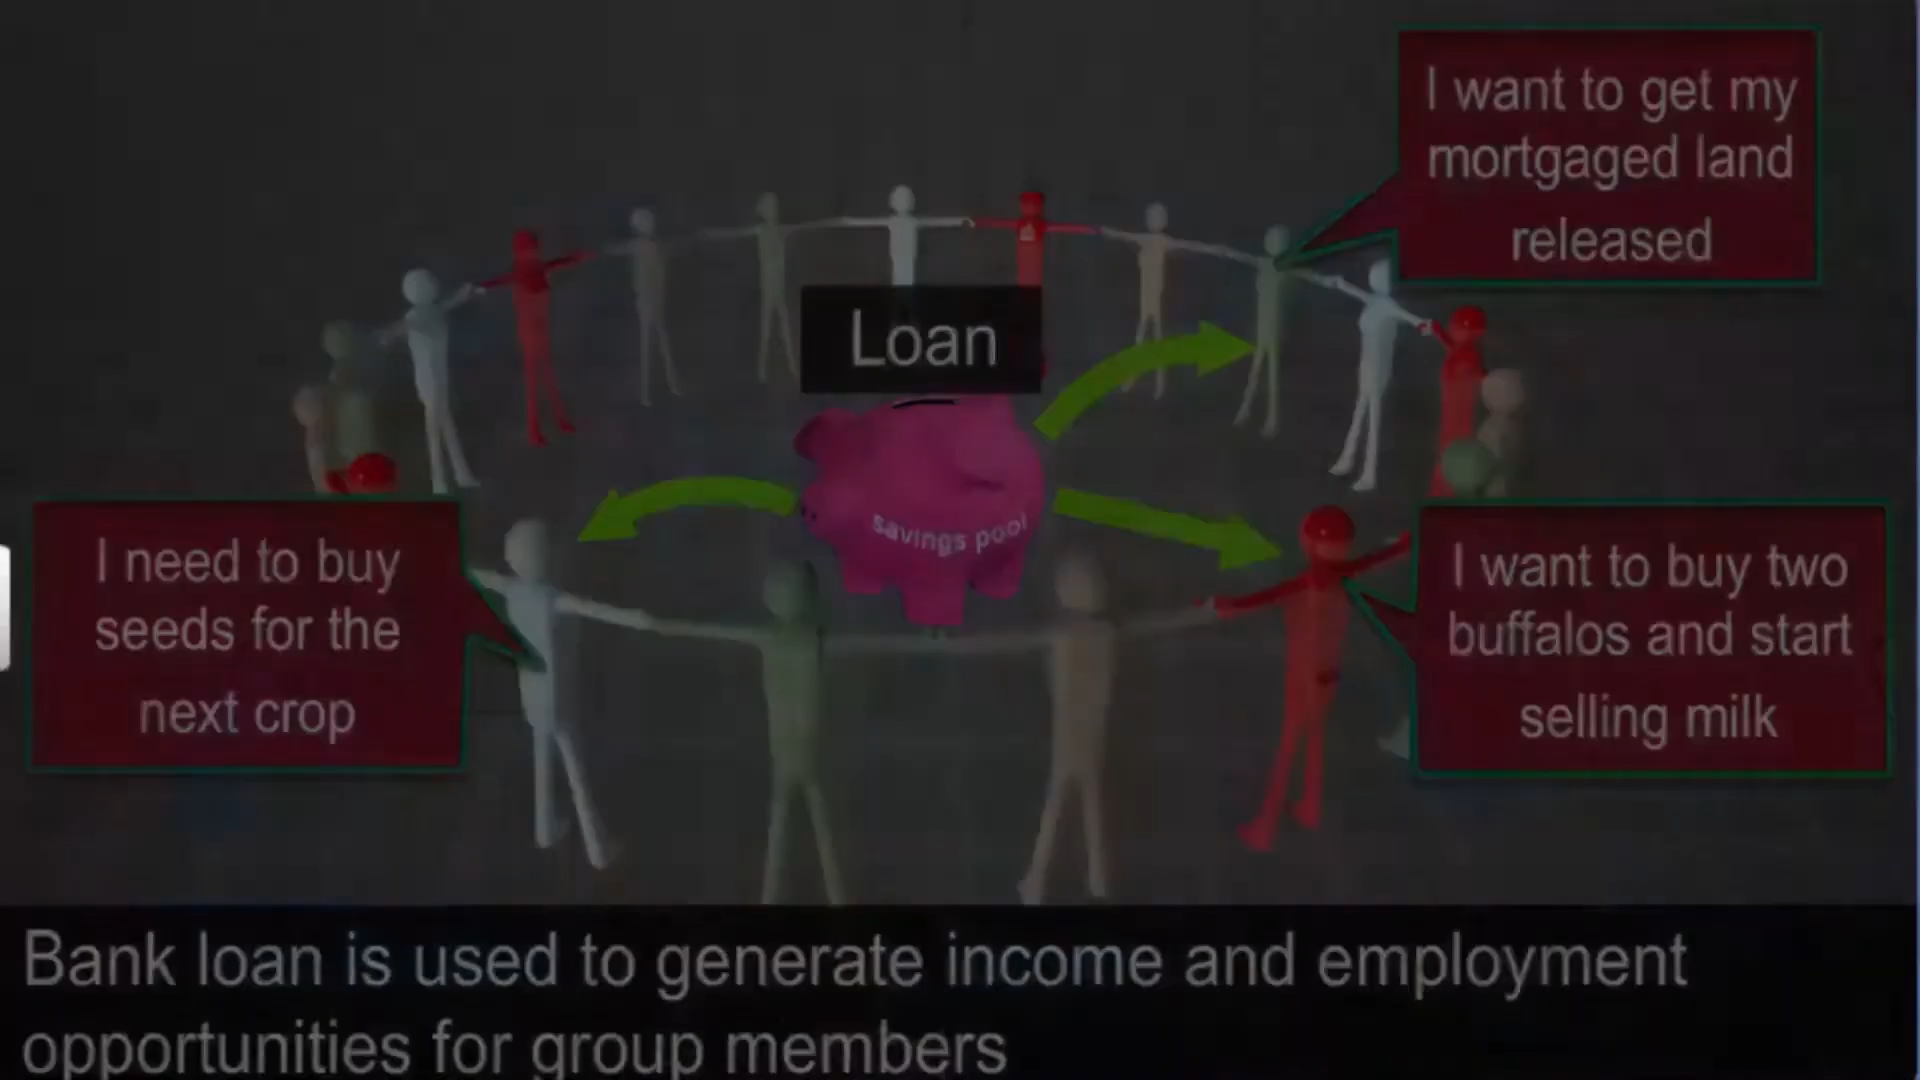 I want to get my
mortgaged land
released
Loan
savings pool
I need to buy
seeds for the
next crop
I want to buy two
buffalos and start
selling milk
Bank loan is used to generate income and employment
opportunities for group members